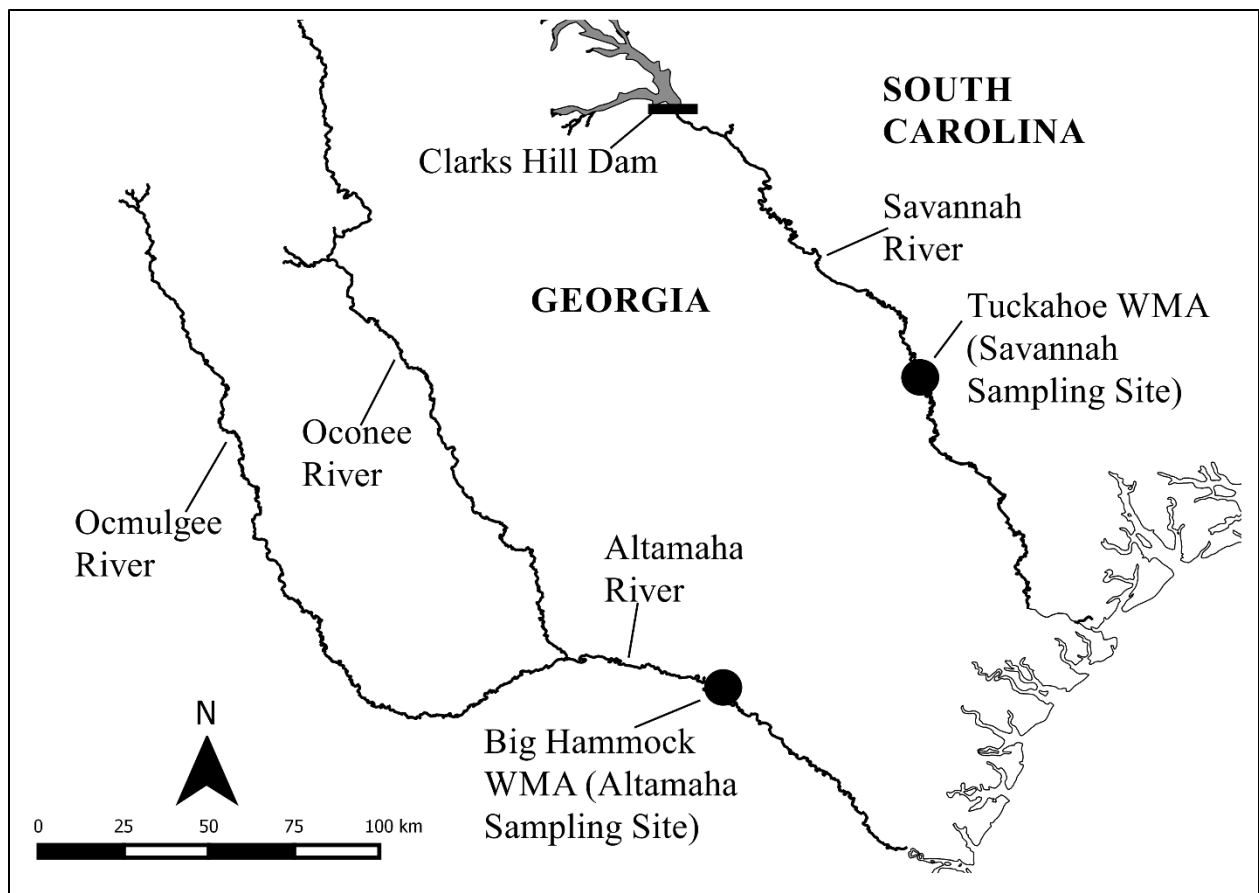 SOUTH
CAROLINA
Clarks Hill Dam
Savannah
River
GEORGIA
Tuckahoe WMA
(Savannah
Sampling Site)
Oconee
River
Ocmulgee
River
Altamaha
River
N
Big Hammock
WMA (Altamaha
Sampling Site)
0 25 50 75 100 km